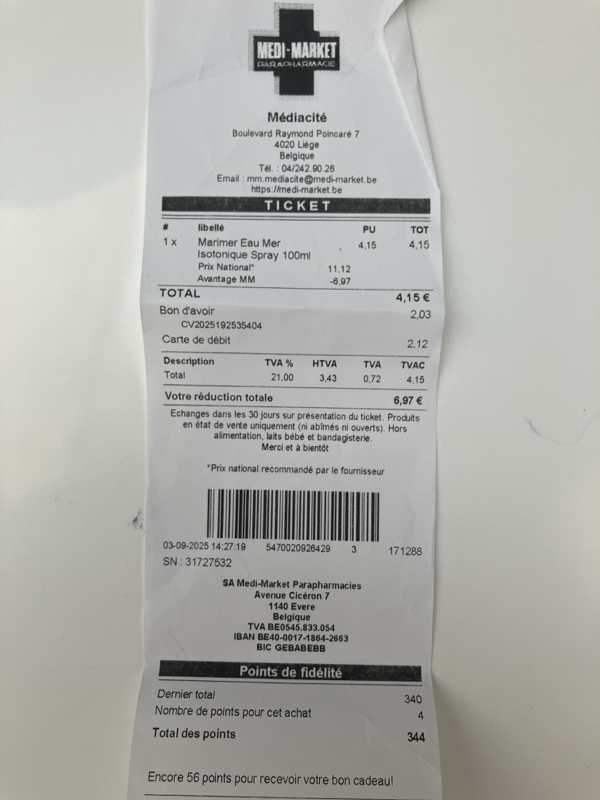 MEDI-MARKET
PARAPHARMACIE
Médiacité
Boulevard Raymond Poincaré 7
4020 Liège
Belgique
Tél. : 04/242.90.26
Email : mm.mediacite@medi-market.be
https://medi-market.be
TICKET
# libellé PU TOT
1 x Marimer Eau Mer 4,15 4,15
Isotonique Spray 100ml
Prix National* 11,12
Avantage MM -6,97
TOTAL 4,15 €
Bon d'avoir 2,03
CV2025192535404
Carte de débit 2,12
Description TVA % HTVA TVA TVAC
Total 21,00 3,43 0,72 4,15
Votre réduction totale 6,97 €
Echanges dans les 30 jours sur présentation du ticket. Produits
en état de vente uniquement (ni abîmés ni ouverts). Hors
alimentation, laits bébé et bandagisterie.
Merci et à bientôt
*Prix national recommandé par le fournisseur
03-09-2025 14:27:19 5470020926429 3 171288
SN : 31727532
SA Medi-Market Parapharmacies
Avenue Cicéron 7
1140 Evere
Belgique
TVA BE0545.833.054
IBAN BE40-0017-1864-2663
BIC GEBABEBB
Points de fidélité
Dernier total 340
Nombre de points pour cet achat 4
Total des points 344
Encore 56 points pour recevoir votre bon cadeau!